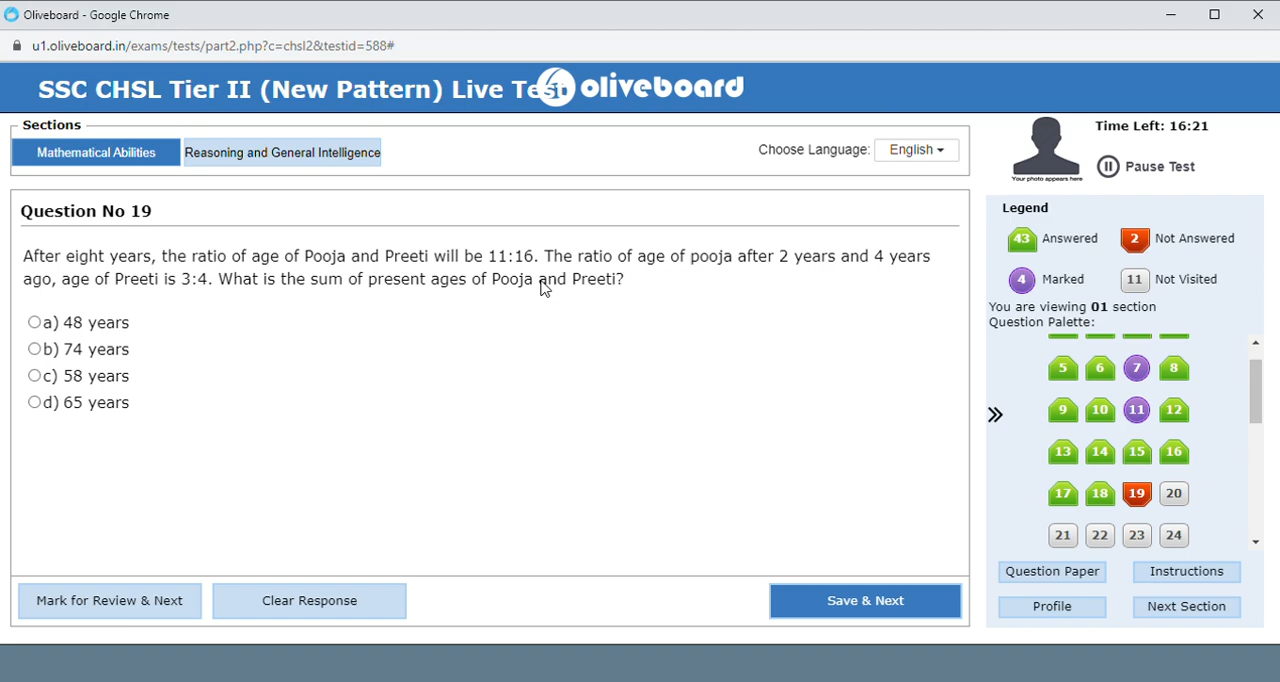 Oliveboard - Google Chrome
u1.oliveboard.in/exams/tests/part2.php?c=chsl2&testid=588#
SSC CHSL Tier II (New Pattern) Live Test oliveboard
Sections
Mathematical Abilities Reasoning and General Intelligence Choose Language: English
Your photo appears here
Time Left: 16:21
Pause Test
Question No 19
After eight years, the ratio of age of Pooja and Preeti will be 11:16. The ratio of age of pooja after 2 years and 4 years
ago, age of Preeti is 3:4. What is the sum of present ages of Pooja and Preeti?
a) 48 years
b) 74 years
c) 58 years
d) 65 years
Mark for Review & Next Clear Response Save & Next
Legend
43 Answered 2 Not Answered
4 Marked 11 Not Visited
You are viewing 01 section
Question Palette:
5 6 7 8
9 10 11 12
13 14 15 16
17 18 19 20
21 22 23 24
Question Paper Instructions
Profile Next Section